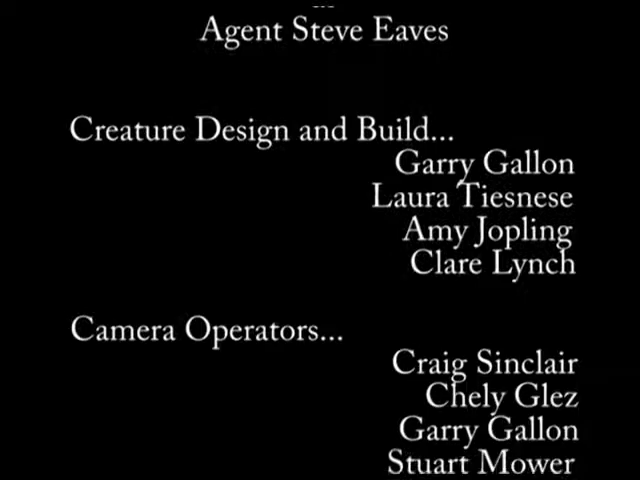 Agent Steve Eaves
Creature Design and Build...
Garry Gallon
Laura Tiesnese
Amy Jopling
Clare Lynch
Camera Operators...
Craig Sinclair
Chely Glez
Garry Gallon
Stuart Mower